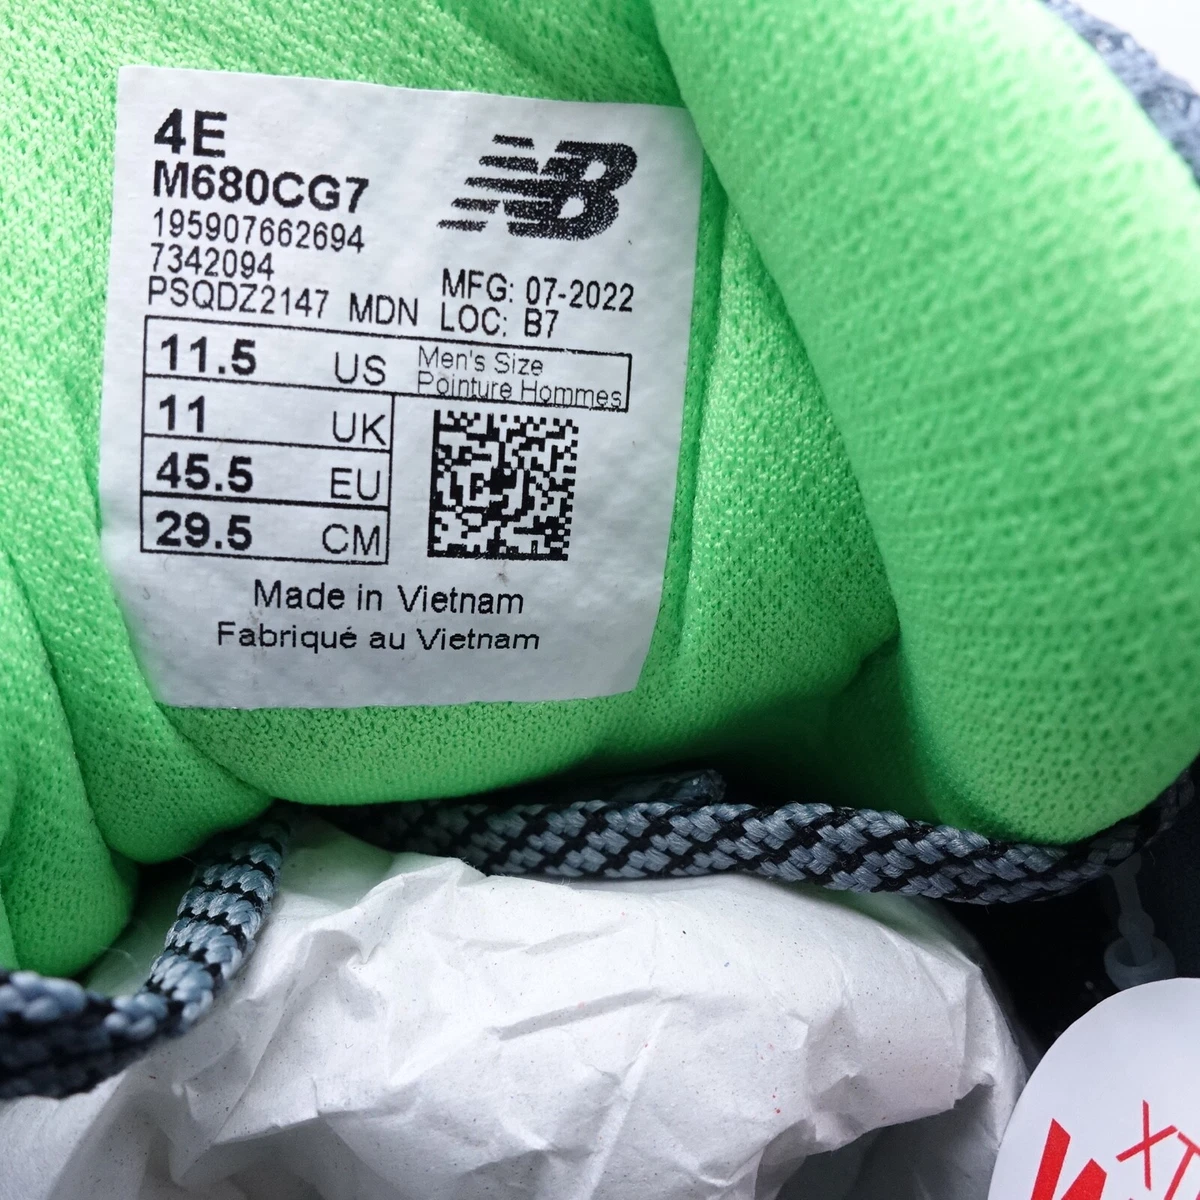 4E
M680CG7
195907662694
7342094
PSQDZ2147 MDN
NB
MFG: 07-2022
LOC: B7
11.5 US
Men's Size
Pointure Hommes
11 UK
45.5 EU
29.5 CM
Made in Vietnam
Fabriqué au Vietnam